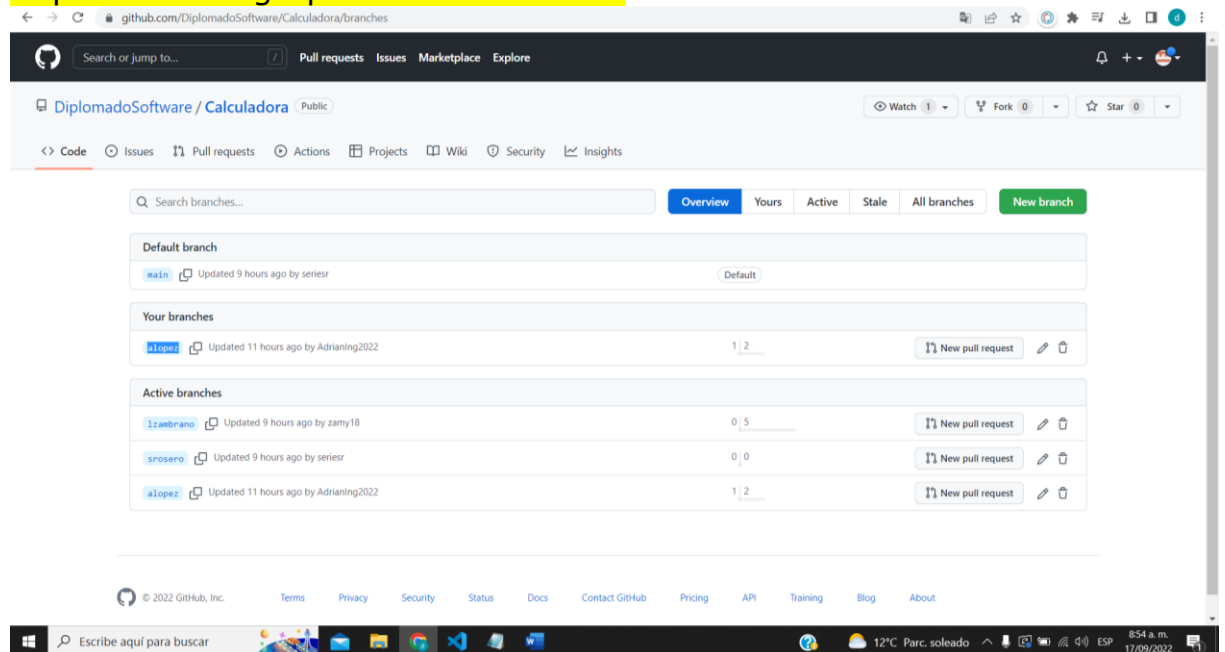 github.com/DiplomadoSoftware/Calculadora/branches
Search or jump to... / Pull requests Issues Marketplace Explore
DiplomadoSoftware / Calculadora Public Watch 1 Fork 0 Star 0
Code Issues Pull requests Actions Projects Wiki Security Insights
Search branches... Overview Yours Active Stale All branches New branch
Default branch
main Updated 9 hours ago by seriesr Default
Your branches
alopez Updated 11 hours ago by AdrianIng2022 1 | 2 New pull request
Active branches
lzambrano Updated 9 hours ago by zamy18 0 | 5 New pull request
srosero Updated 9 hours ago by seriesr 0 | 0 New pull request
alopez Updated 11 hours ago by AdrianIng2022 1 | 2 New pull request
© 2022 GitHub, Inc. Terms Privacy Security Status Docs Contact GitHub Pricing API Training Blog About
Escribe aquí para buscar 12°C Parc. soleado ESP 8:54 a. m.
17/09/2022